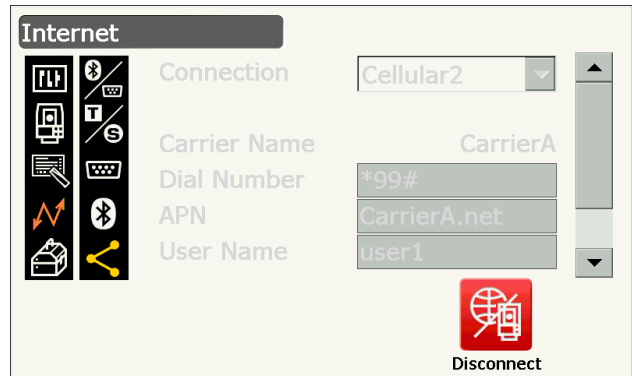 Internet
Connection Cellular2
Carrier Name CarrierA
Dial Number *99#
APN CarrierA.net
User Name user1
T
S
Disconnect